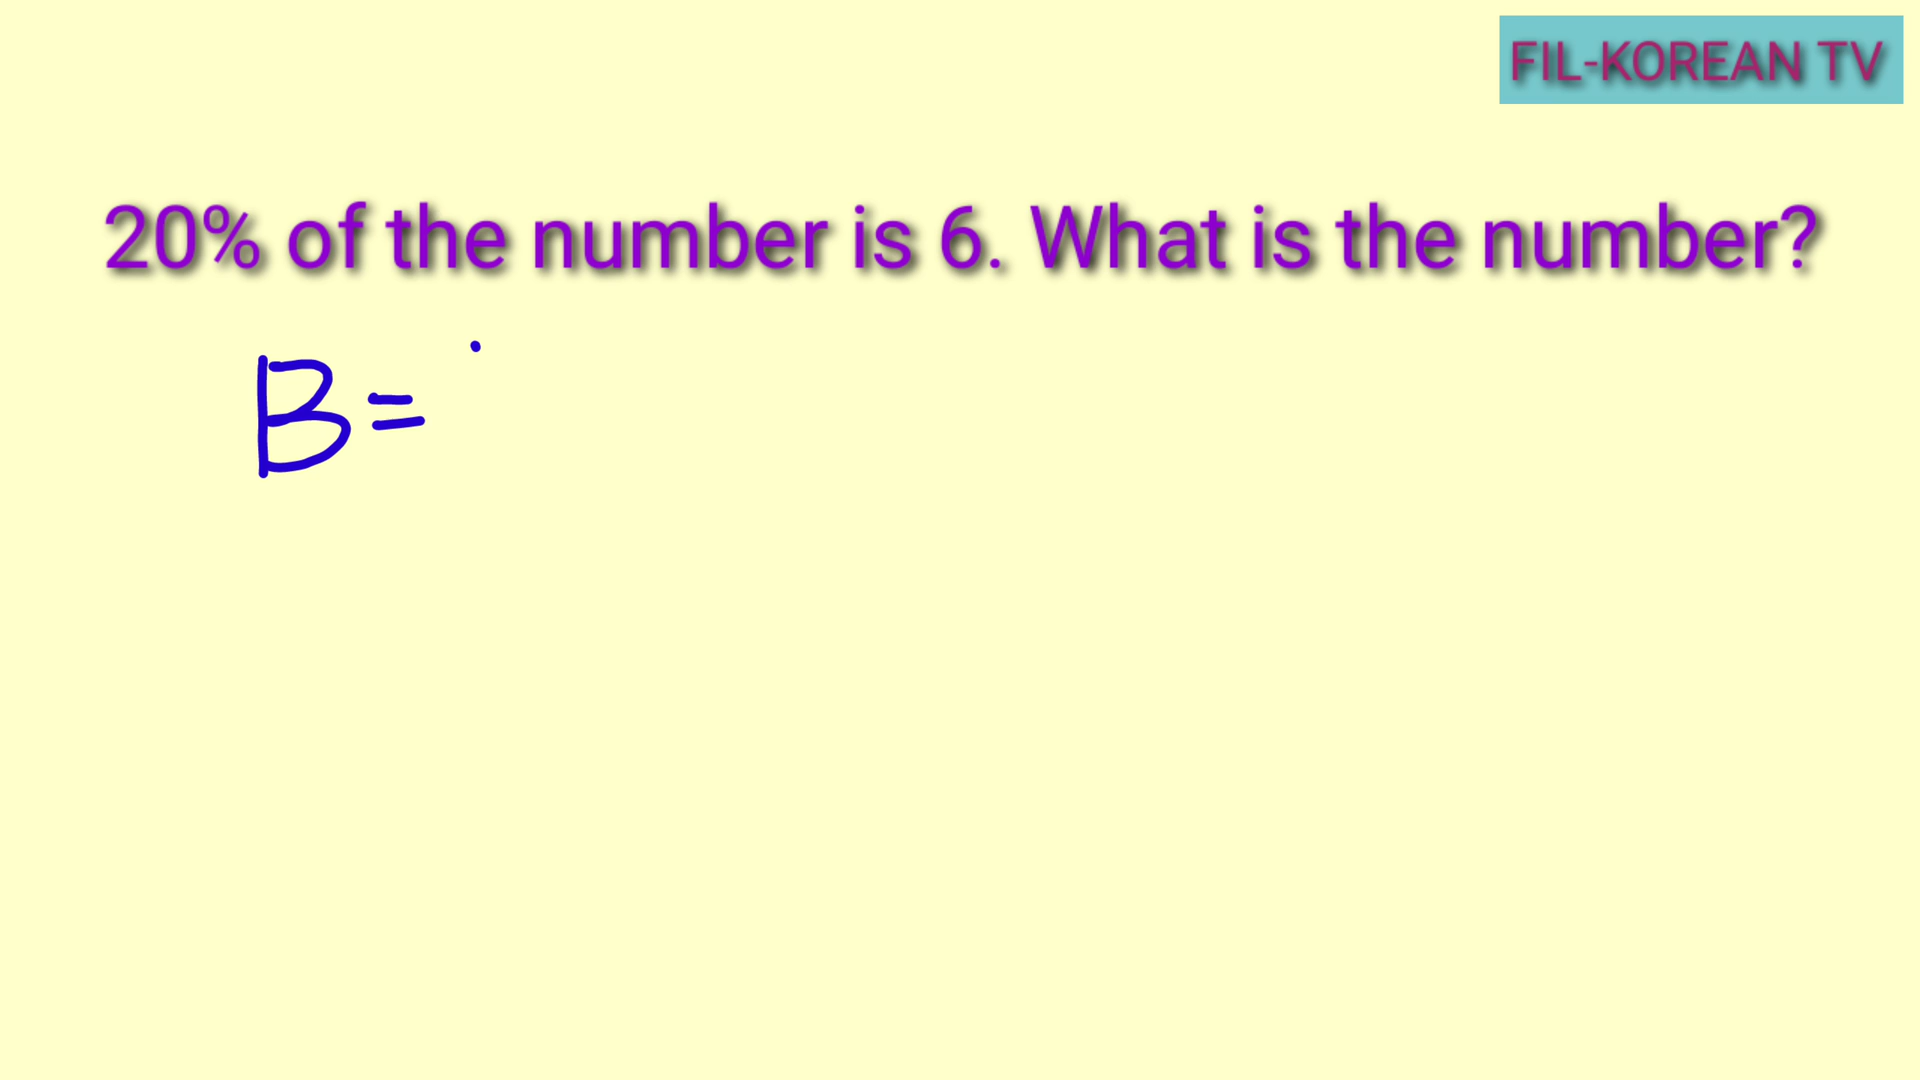 FIL-KOREAN TV
20% of the number is 6. What is the number?
B=